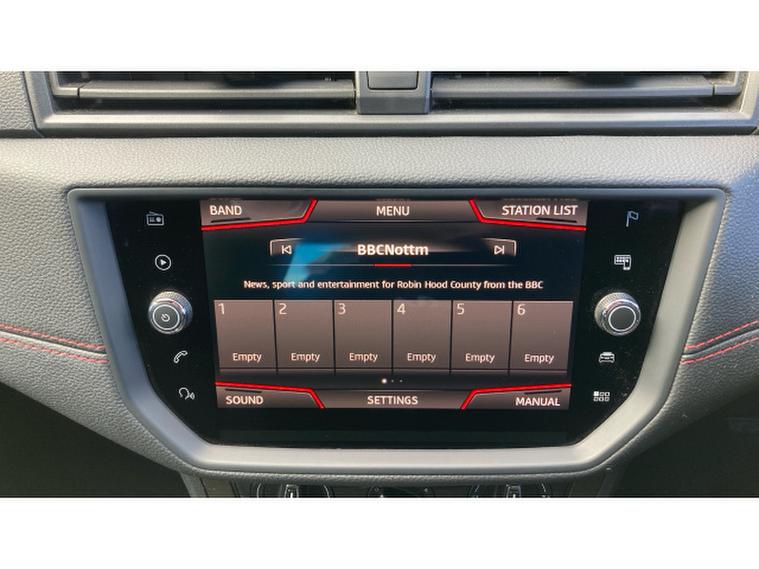 BAND MENU STATION LIST
BBCNottm
News, sport and entertainment for Robin Hood County from the BBC
1 2 3 4 5 6
Empty Empty Empty Empty Empty Empty
SOUND SETTINGS MANUAL